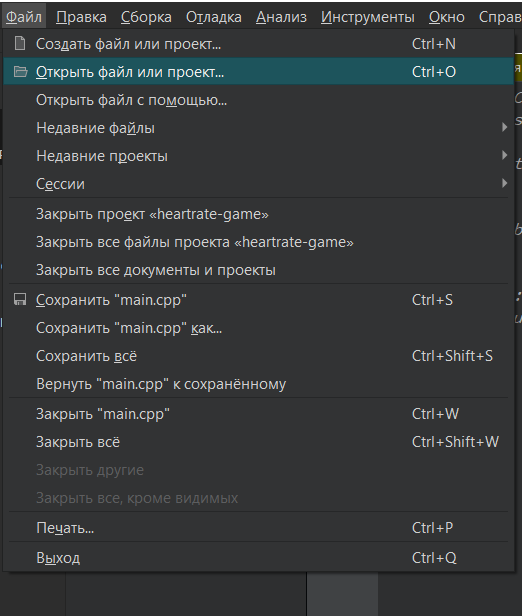 Файл Правка Сборка Отладка Анализ Инструменты Окно Справ
Создать файл или проект... Ctrl+N
Открыть файл или проект... Ctrl+O
Открыть файл с помощью...
Недавние файлы
Недавние проекты
Сессии
Закрыть проект «heartrate-game»
Закрыть все файлы проекта «heartrate-game»
Закрыть все документы и проекты
Сохранить "main.cpp" Ctrl+S
Сохранить "main.cpp" как...
Сохранить всё Ctrl+Shift+S
Вернуть "main.cpp" к сохранённому
Закрыть "main.cpp" Ctrl+W
Закрыть всё Ctrl+Shift+W
Закрыть другие
Закрыть все, кроме видимых
Печать... Ctrl+P
Выход Ctrl+Q